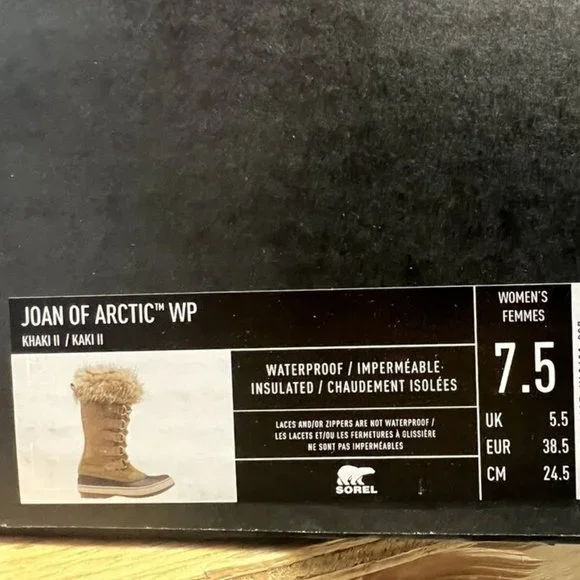 JOAN OF ARCTIC™ WP
KHAKI II / KAKI II
WATERPROOF / IMPERMÉABLE
INSULATED / CHAUDEMENT ISOLÉES
LACES AND/OR ZIPPERS ARE NOT WATERPROOF /
LES LACETS ET/OU LES FERMETURES À GLISSIÈRE
NE SONT PAS IMPERMÉABLES
SOREL
WOMEN'S
FEMMES
7.5
UK 5.5
EUR 38.5
CM 24.5